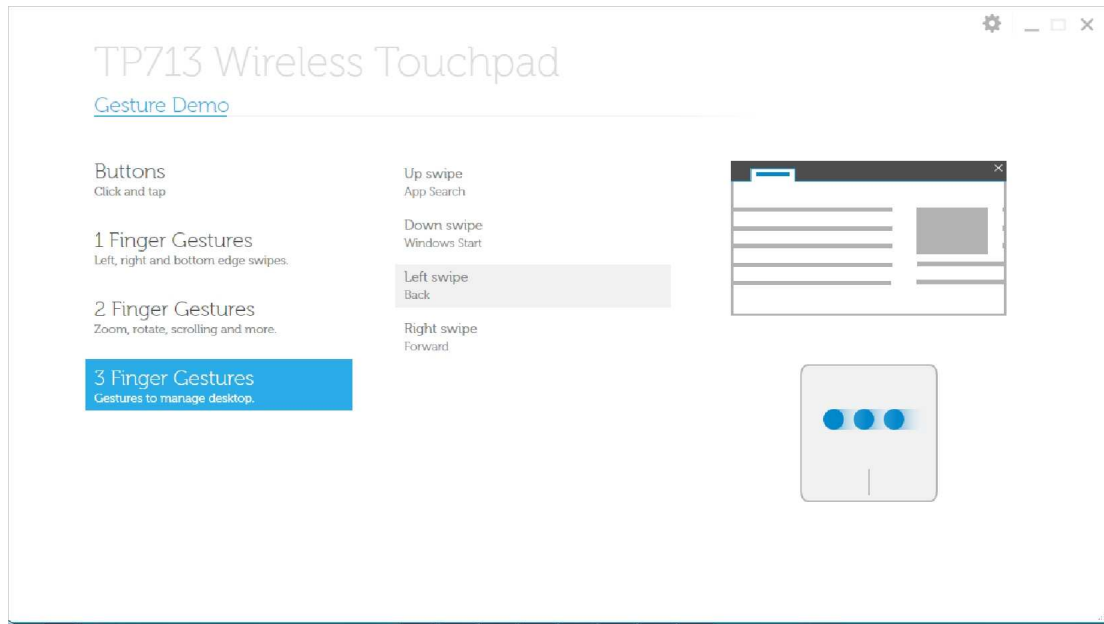 TP713 Wireless Touchpad
Gesture Demo
Buttons
Click and tap
1 Finger Gestures
Left, right and bottom edge swipes.
2 Finger Gestures
Zoom, rotate, scrolling and more.
3 Finger Gestures
Gestures to manage desktop.
Up swipe
App Search
Down swipe
Windows Start
Left swipe
Back
Right swipe
Forward